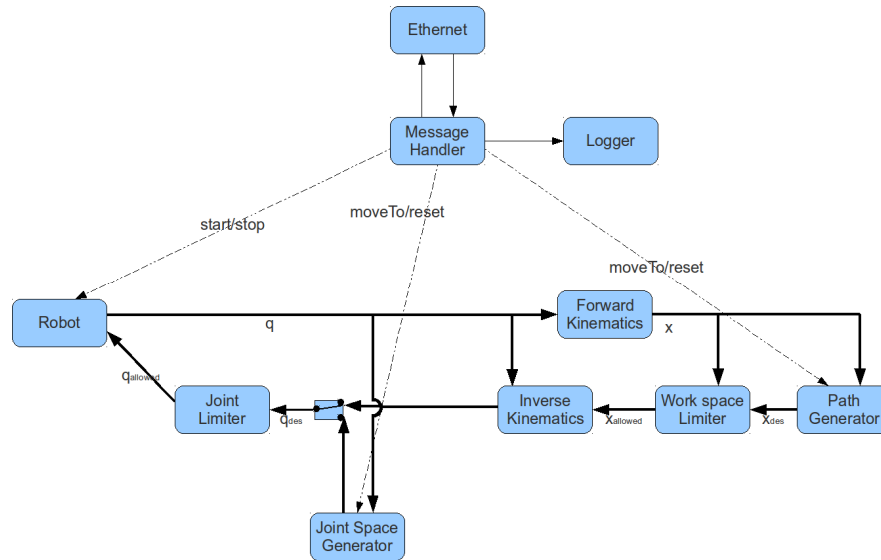 Ethernet
Message
Handler
Logger
start/stop
moveTo/reset
moveTo/reset
Robot
q
Forward
Kinematics
x
qallowed
Joint
Limiter
qdes
Inverse
Kinematics
xallowed
Work space
Limiter
xdes
Path
Generator
Joint Space
Generator